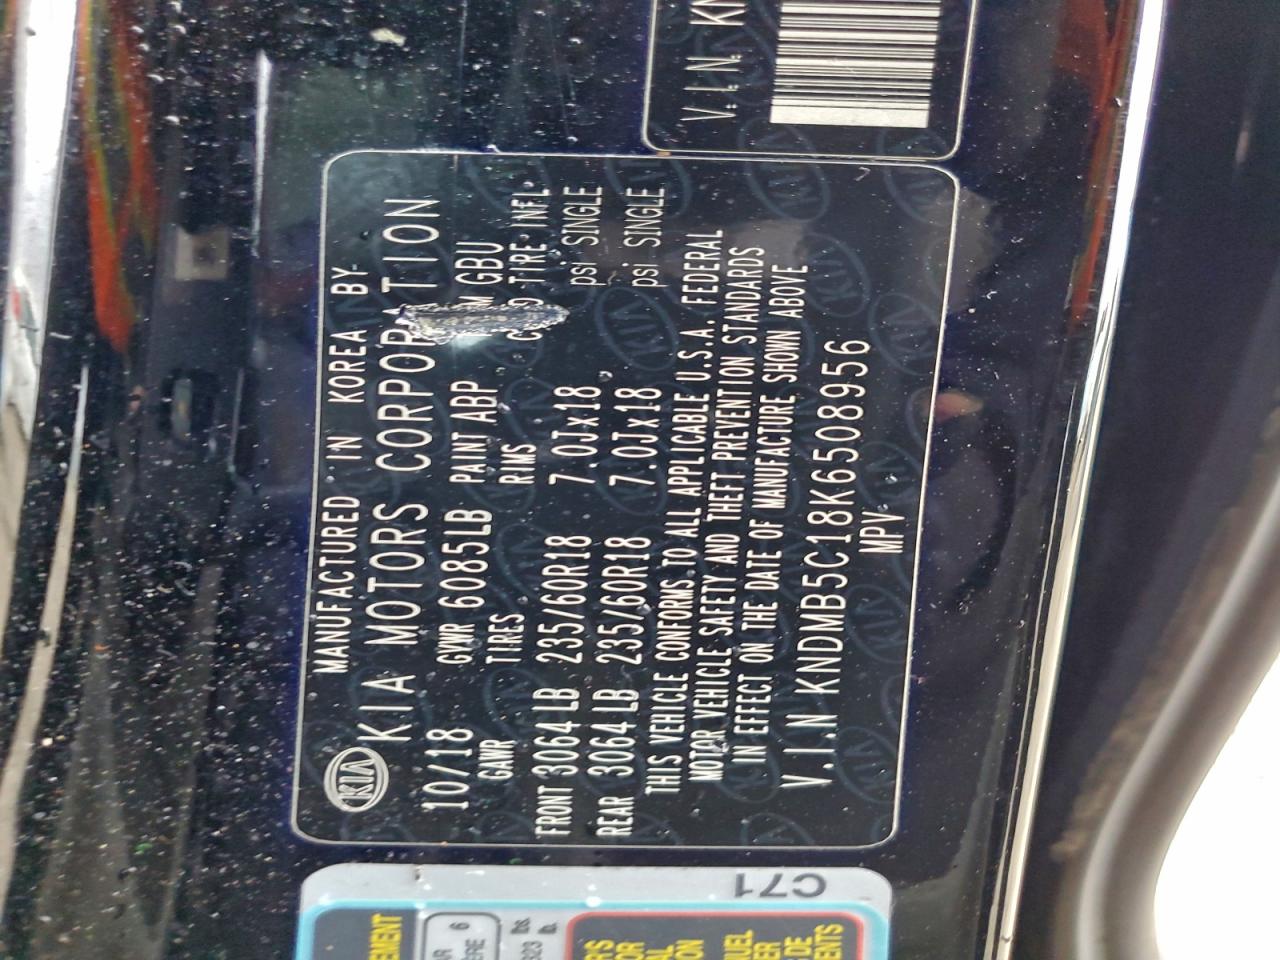 V.I.N. KN
KIA
MANUFACTURED IN KOREA BY
KIA MOTORS CORPORATION
10/18 GVWR 6085LB PAINT ABP GBU
GAWR TIRES RIMS TIRE INFL.
FRONT 3064 LB 235/60R18 7.0Jx18 psi SINGLE
REAR 3064 LB 235/60R18 7.0Jx18 psi SINGLE
THIS VEHICLE CONFORMS TO ALL APPLICABLE U.S.A. FEDERAL
MOTOR VEHICLE SAFETY AND THEFT PREVENTION STANDARDS
IN EFFECT ON THE DATE OF MANUFACTURE SHOWN ABOVE
V.I.N KNDMB5C18K6508956
MPV
C71